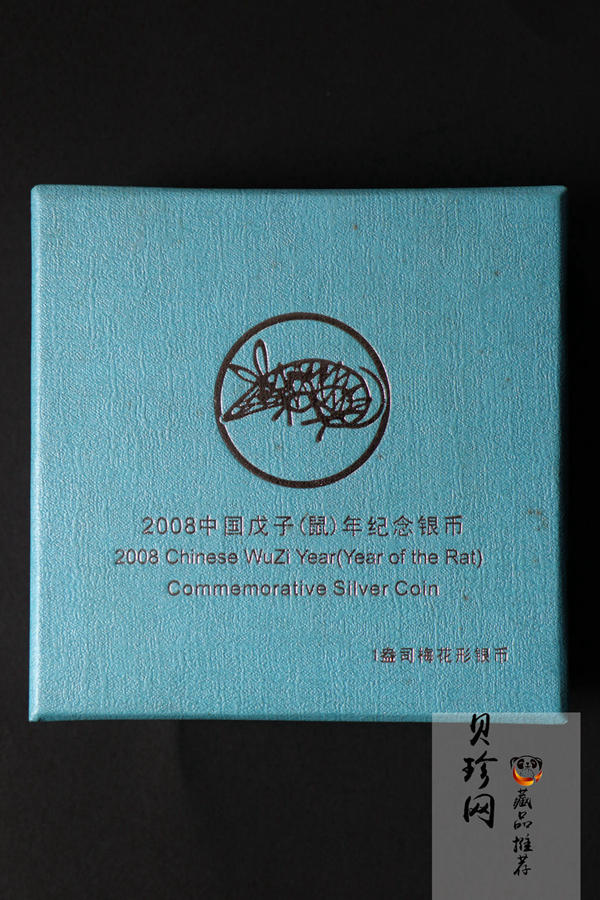 2008中国戊子(鼠)年纪念银币
2008 Chinese WuZi Year(Year of the Rat)
Commemorative Silver Coin
1盎司梅花形银币
贝珍网
藏品推荐